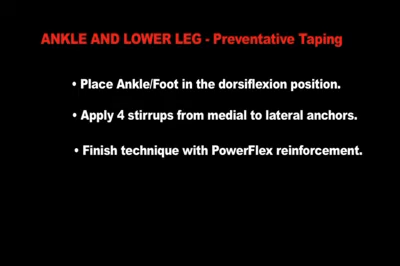 ANKLE AND LOWER LEG - Preventative Taping
• Place Ankle/Foot in the dorsiflexion position.
• Apply 4 stirrups from medial to lateral anchors.
• Finish technique with PowerFlex reinforcement.